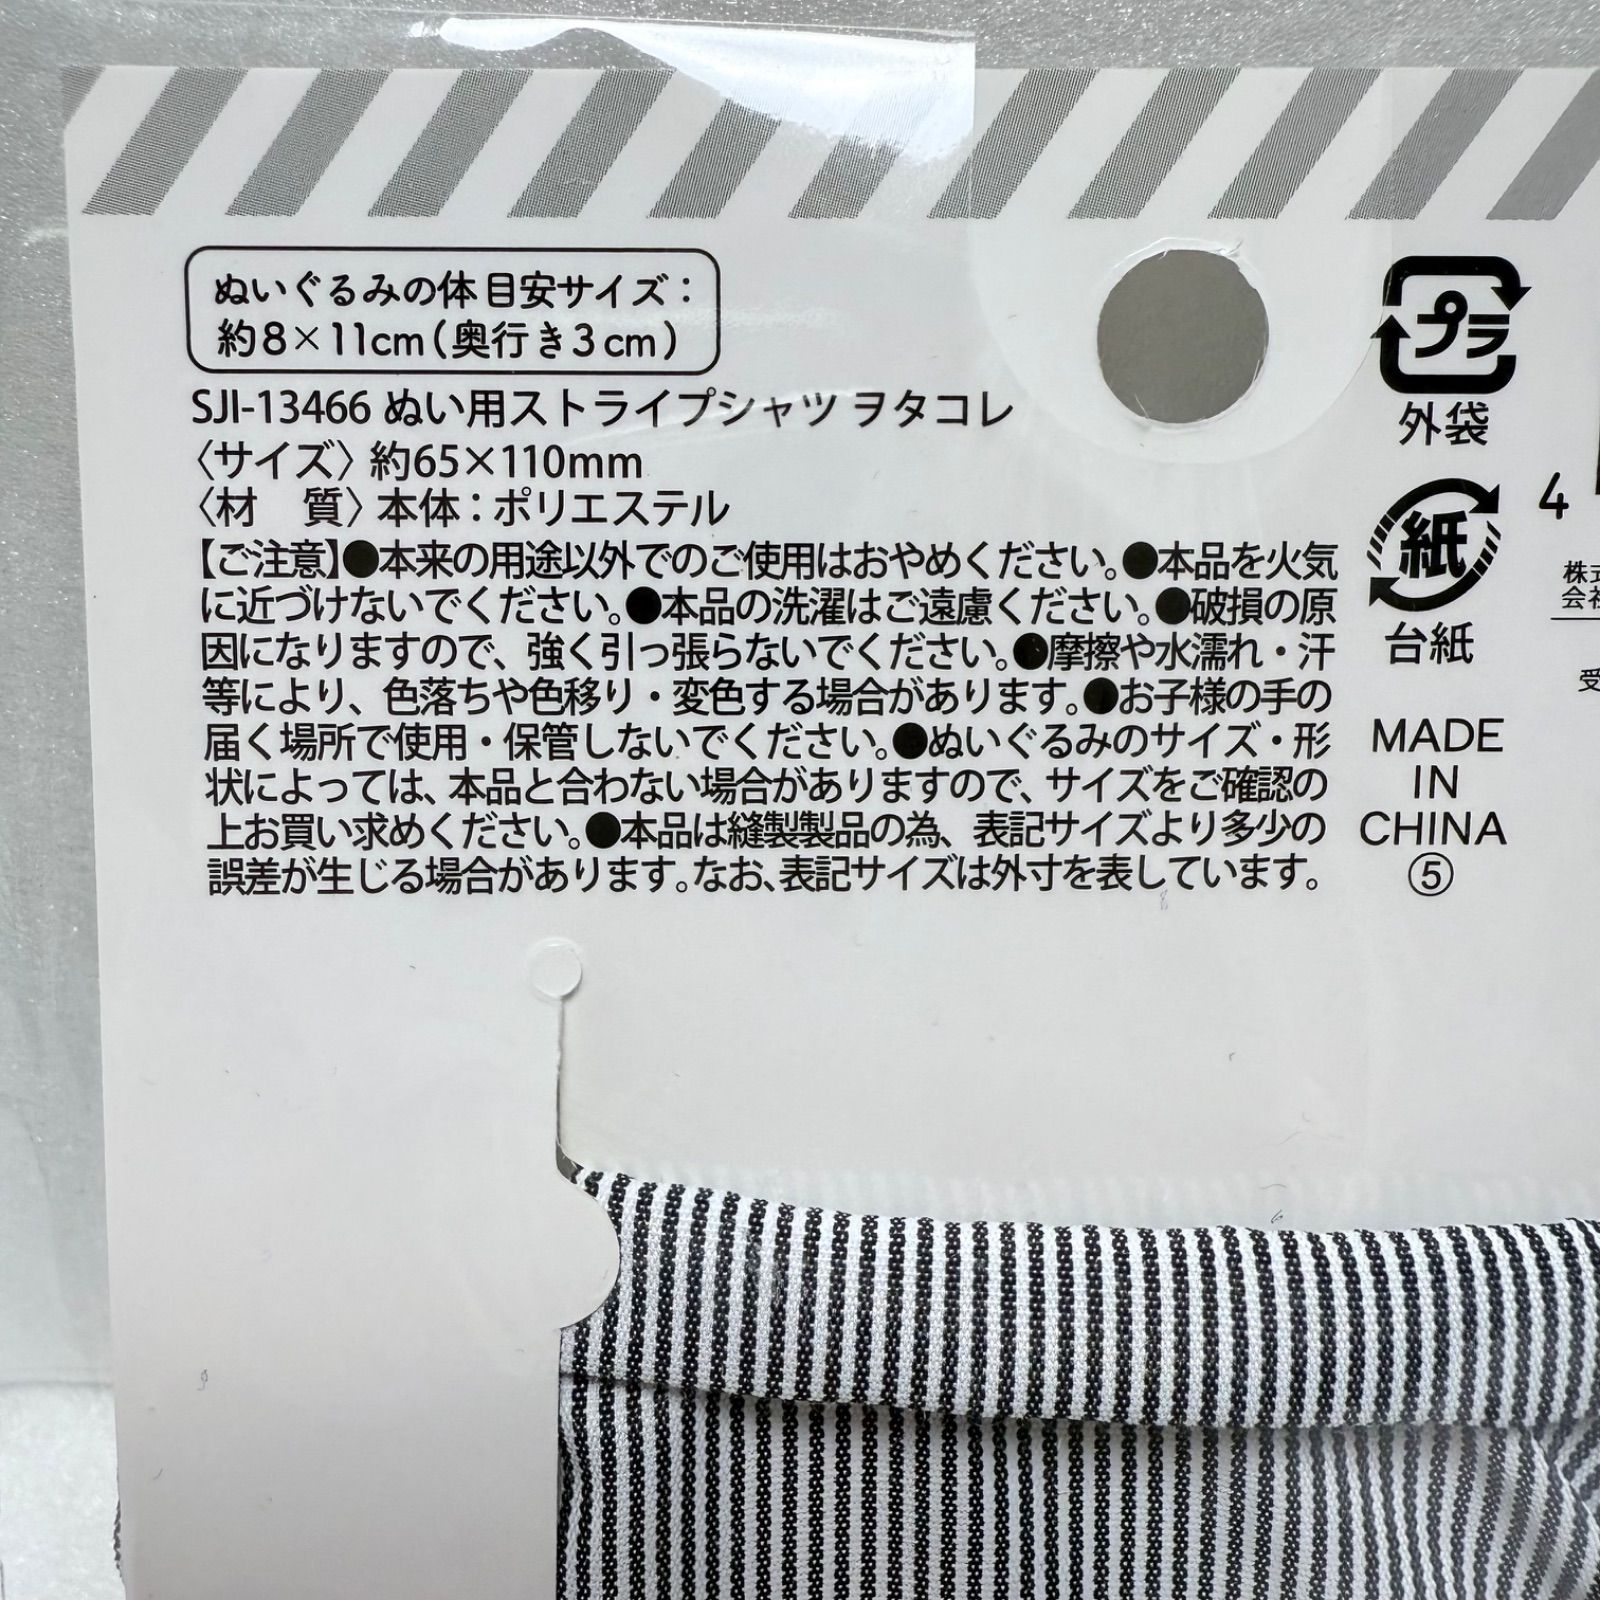 ぬいぐるみの体 目安サイズ：
約8×11cm（奥行き3cm）
SJI-13466 ぬい用ストライプシャツ ヲタコレ
〈サイズ〉約65×110mm
〈材　質〉本体：ポリエステル
【ご注意】●本来の用途以外でのご使用はおやめください。●本品を火気
に近づけないでください。●本品の洗濯はご遠慮ください。●破損の原
因になりますので、強く引っ張らないでください。●摩擦や水濡れ・汗
等により、色落ちや色移り・変色する場合があります。●お子様の手の
届く場所で使用・保管しないでください。●ぬいぐるみのサイズ・形
状によっては、本品と合わない場合がありますので、サイズをご確認の
上お買い求めください。●本品は縫製製品の為、表記サイズより多少の
誤差が生じる場合があります。なお、表記サイズは外寸を表しています。
プラ
外袋
紙
台紙
MADE
IN
CHINA
⑤
4
株式
会社
受